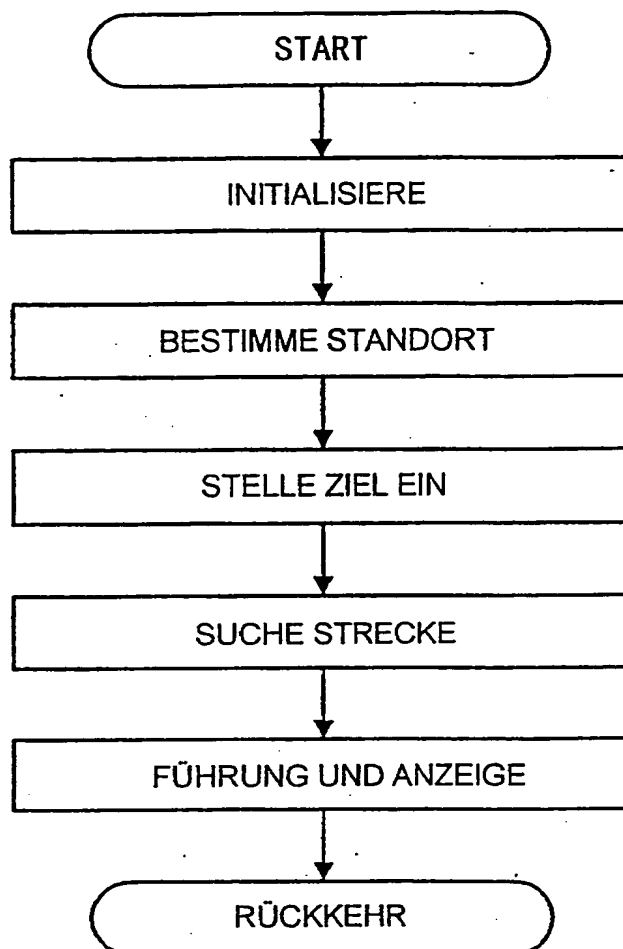 START
INITIALISIERE
BESTIMME STANDORT
STELLE ZIEL EIN
SUCHE STRECKE
FÜHRUNG UND ANZEIGE
RÜCKKEHR